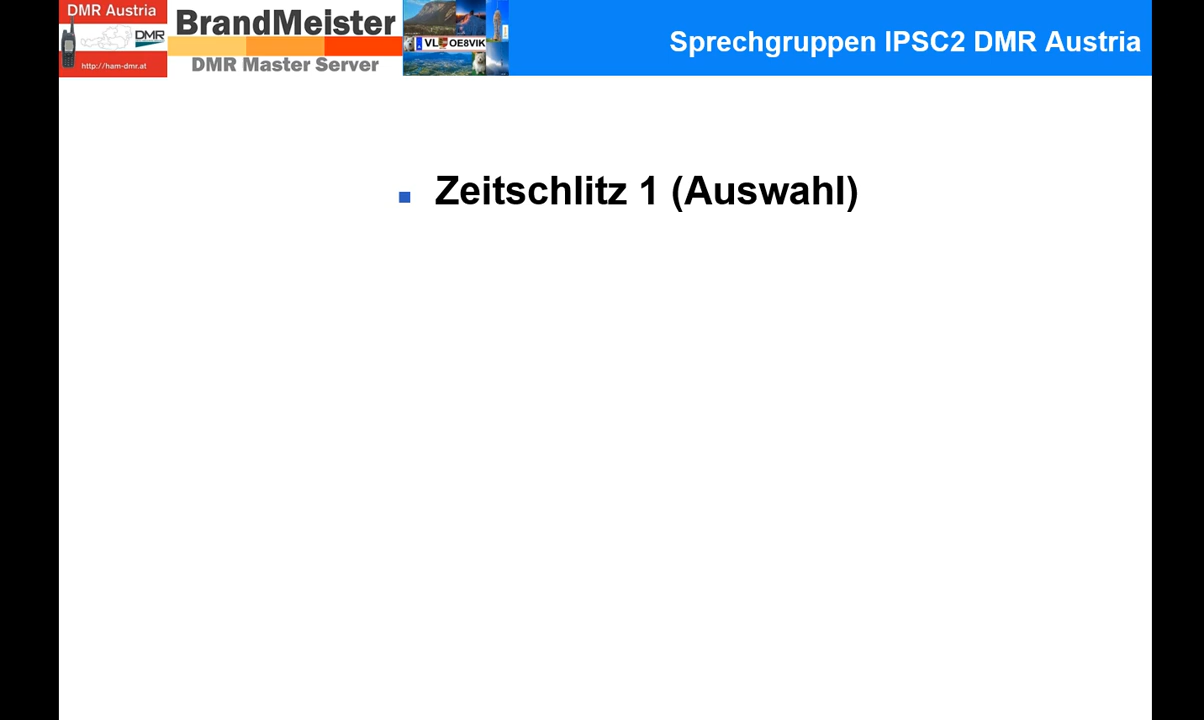 DMR Austria
DMR
http://ham-dmr.at
BrandMeister
DMR Master Server
VL OE8VIK
Sprechgruppen IPSC2 DMR Austria
Zeitschlitz 1 (Auswahl)